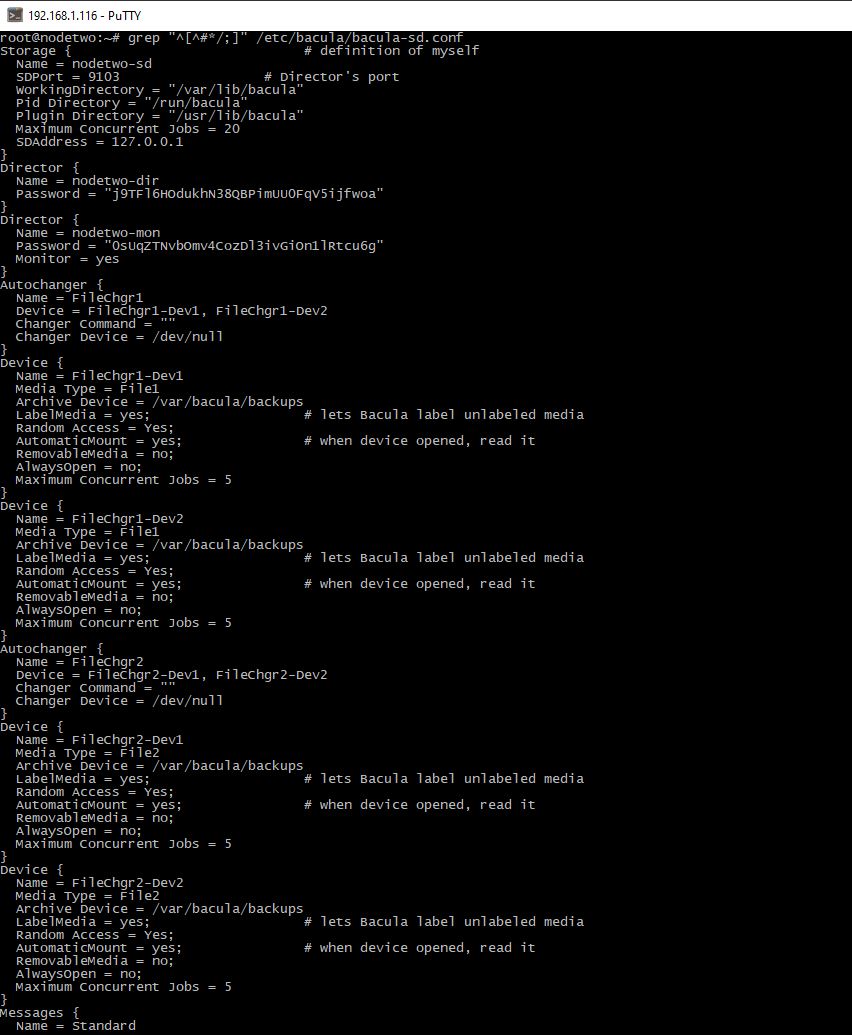 192.168.1.116 - PuTTY
root@nodetwo:~# grep "^[^#*/;]" /etc/bacula/bacula-sd.conf
Storage {                             # definition of myself
  Name = nodetwo-sd
  SDPort = 9103                  # Director's port
  WorkingDirectory = "/var/lib/bacula"
  Pid Directory = "/run/bacula"
  Plugin Directory = "/usr/lib/bacula"
  Maximum Concurrent Jobs = 20
  SDAddress = 127.0.0.1
}
Director {
  Name = nodetwo-dir
  Password = "j9TFl6HOdukhN38QBPimUU0FqV5ijfwoa"
}
Director {
  Name = nodetwo-mon
  Password = "0sUqZTNvbOmv4CozDl3ivGiOn1lRtcu6g"
  Monitor = yes
}
Autochanger {
  Name = FileChgr1
  Device = FileChgr1-Dev1, FileChgr1-Dev2
  Changer Command = ""
  Changer Device = /dev/null
}
Device {
  Name = FileChgr1-Dev1
  Media Type = File1
  Archive Device = /var/bacula/backups
  LabelMedia = yes;                   # lets Bacula label unlabeled media
  Random Access = Yes;
  AutomaticMount = yes;               # when device opened, read it
  RemovableMedia = no;
  AlwaysOpen = no;
  Maximum Concurrent Jobs = 5
}
Device {
  Name = FileChgr1-Dev2
  Media Type = File1
  Archive Device = /var/bacula/backups
  LabelMedia = yes;                   # lets Bacula label unlabeled media
  Random Access = Yes;
  AutomaticMount = yes;               # when device opened, read it
  RemovableMedia = no;
  AlwaysOpen = no;
  Maximum Concurrent Jobs = 5
}
Autochanger {
  Name = FileChgr2
  Device = FileChgr2-Dev1, FileChgr2-Dev2
  Changer Command = ""
  Changer Device = /dev/null
}
Device {
  Name = FileChgr2-Dev1
  Media Type = File2
  Archive Device = /var/bacula/backups
  LabelMedia = yes;                   # lets Bacula label unlabeled media
  Random Access = Yes;
  AutomaticMount = yes;               # when device opened, read it
  RemovableMedia = no;
  AlwaysOpen = no;
  Maximum Concurrent Jobs = 5
}
Device {
  Name = FileChgr2-Dev2
  Media Type = File2
  Archive Device = /var/bacula/backups
  LabelMedia = yes;                   # lets Bacula label unlabeled media
  Random Access = Yes;
  AutomaticMount = yes;               # when device opened, read it
  RemovableMedia = no;
  AlwaysOpen = no;
  Maximum Concurrent Jobs = 5
}
Messages {
  Name = Standard